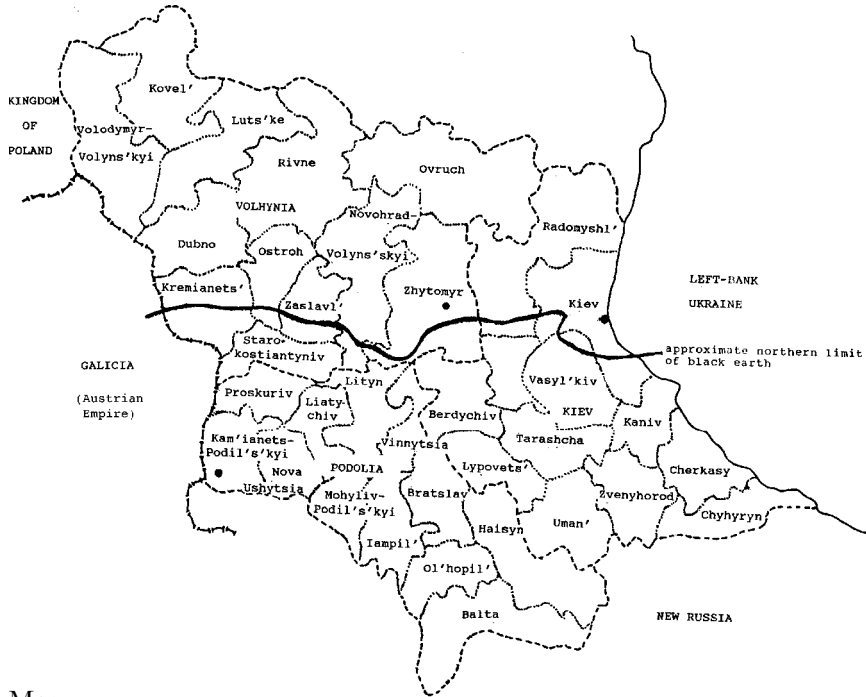 Kovel'
KINGDOM
OF
POLAND
Volodymyr-
Volyns'kyi
Luts'ke
Rivne
Ovruch
VOLHYNIA
Novohrad-
Volyns'skyi
Radomyshl'
Dubno
Ostroh
Kremianets'
Zaslavl'
Zhytomyr
Kiev
LEFT-BANK
UKRAINE
approximate northern limit
of black earth
Staro-
kostiantyniv
GALICIA
(Austrian
Empire)
Lityn
Vasyl'kiv
Proskuriv
Liaty-
chiv
Berdychiv
KIEV
Kaniv
Kam'ianets-
Podil's'kyi
Vinnytsia
Tarashcha
Nova
Ushytsia
PODOLIA
Lypovets'
Cherkasy
Mohyliv-
Podil's'kyi
Bratslav
Zvenyhorod
Haisyn
Uman'
Chyhyryn
Iampil'
Ol'hopil'
Balta
NEW RUSSIA